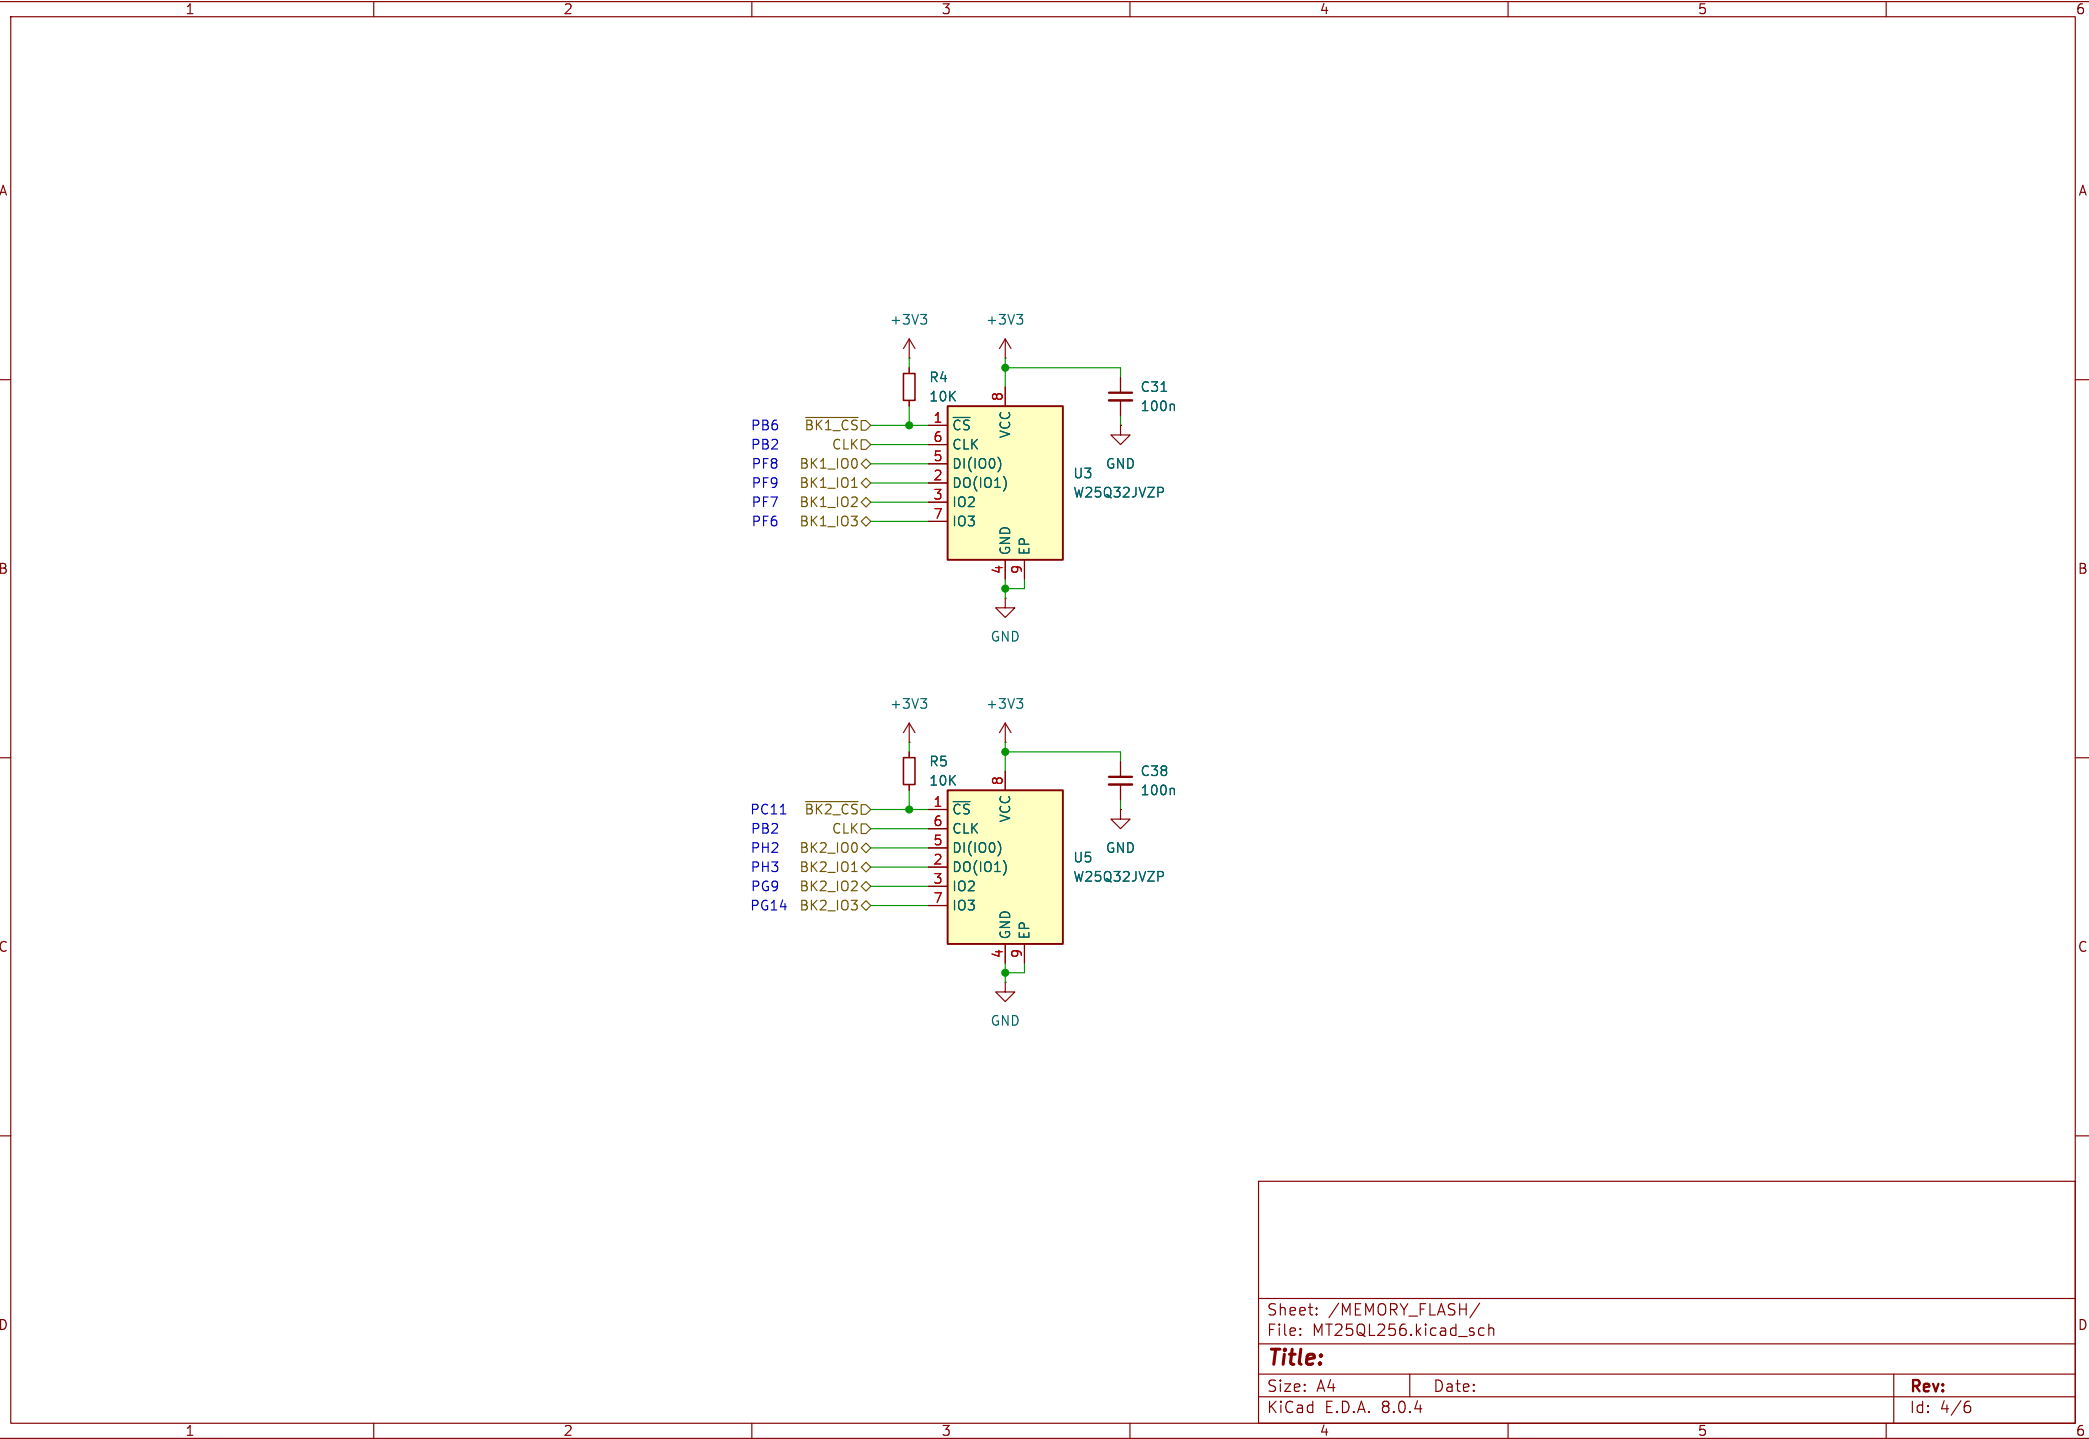 1 2 3 4 5 6
A A
+3V3 +3V3
R4
10K
C31
100n
8
VCC
PB6 BK1_CS 1 CS
PB2 CLK 6 CLK
PF8 BK1_IO0 5 DI(IO0)
GND
PF9 BK1_IO1 2 DO(IO1)
U3
W25Q32JVZP
PF7 BK1_IO2 3 IO2
PF6 BK1_IO3 7 IO3
GND EP
4 9
B B
GND
+3V3 +3V3
R5
10K
C38
100n
8
VCC
PC11 BK2_CS 1 CS
PB2 CLK 6 CLK
PH2 BK2_IO0 5 DI(IO0)
GND
PH3 BK2_IO1 2 DO(IO1)
U5
W25Q32JVZP
PG9 BK2_IO2 3 IO2
PG14 BK2_IO3 7 IO3
GND EP
4 9
C C
GND
Sheet: /MEMORY_FLASH/
File: MT25QL256.kicad_sch
D D
Title:
Size: A4 Date: Rev:
KiCad E.D.A. 8.0.4 Id: 4/6
1 2 3 4 5 6